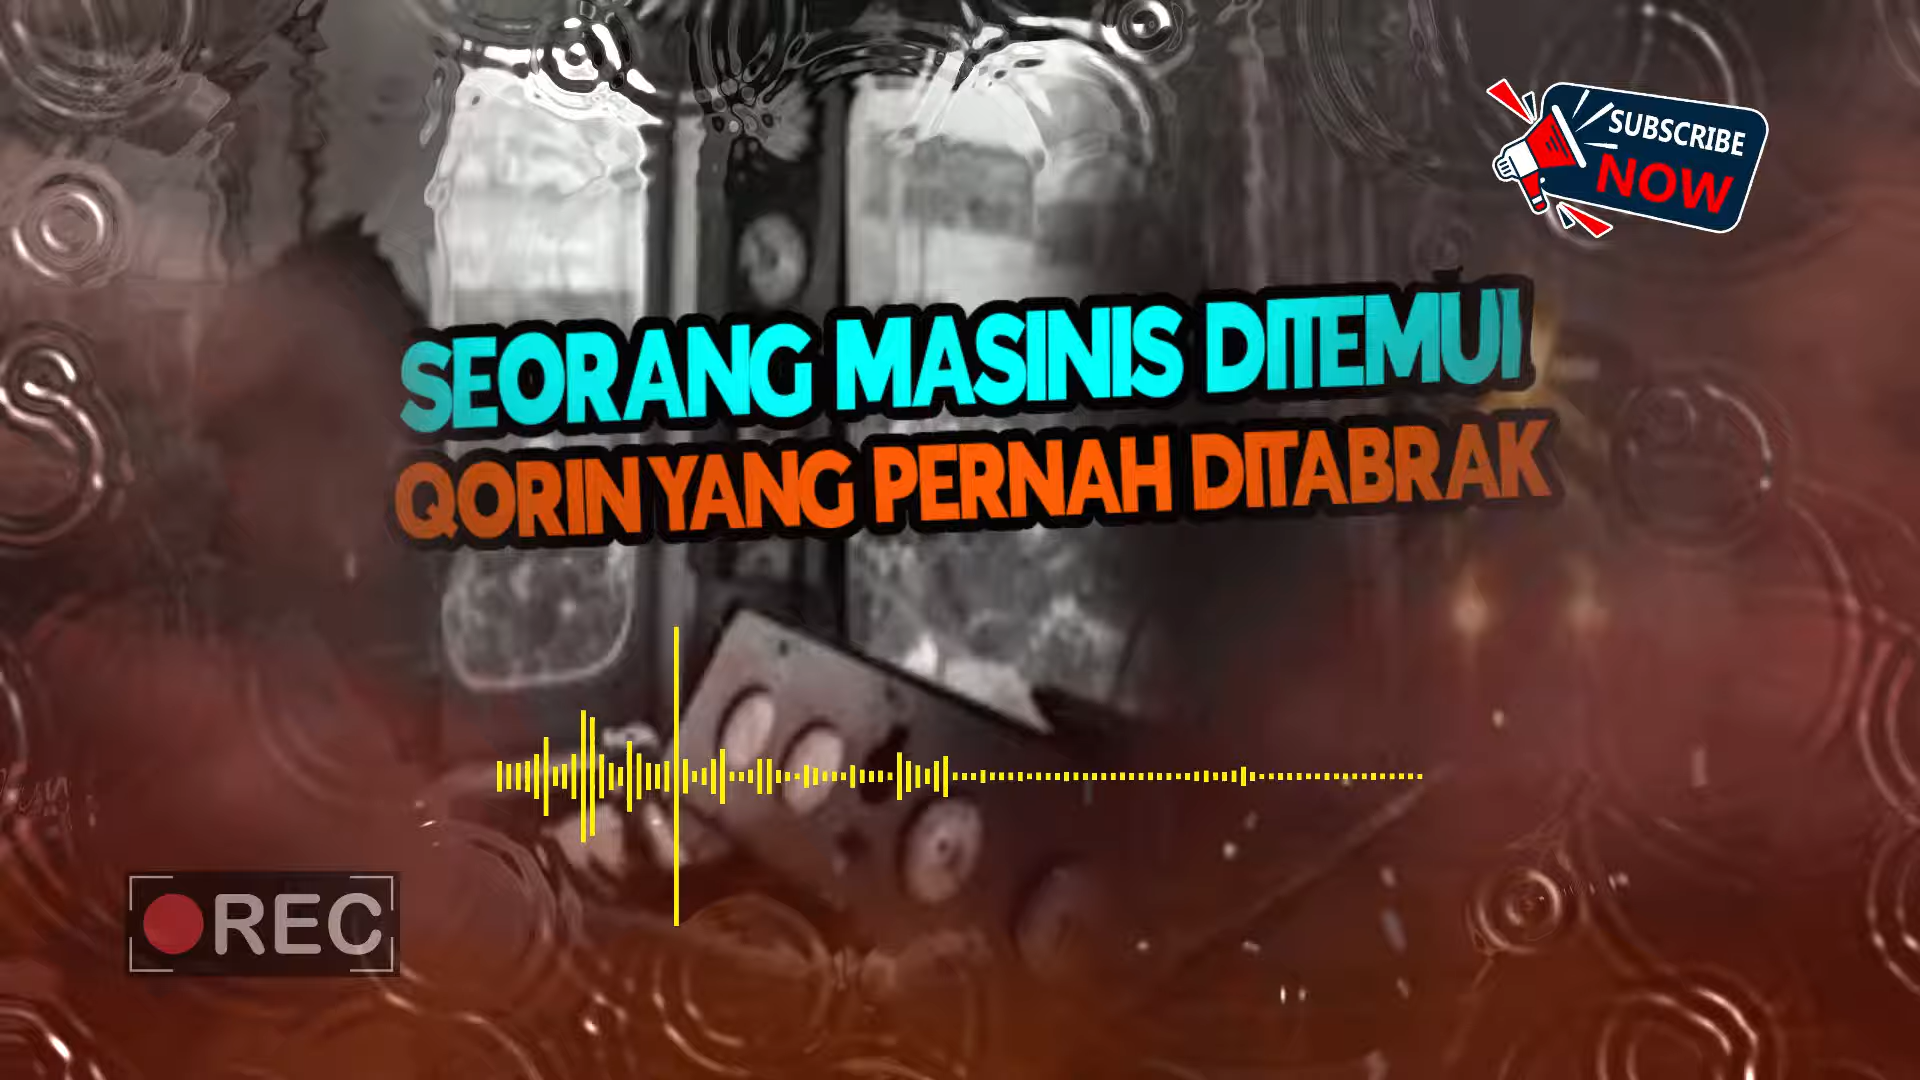 SUBSCRIBE
NOW
SEORANG MASINIS DITEMUI
QORIN YANG PERNAH DITABRAK
REC